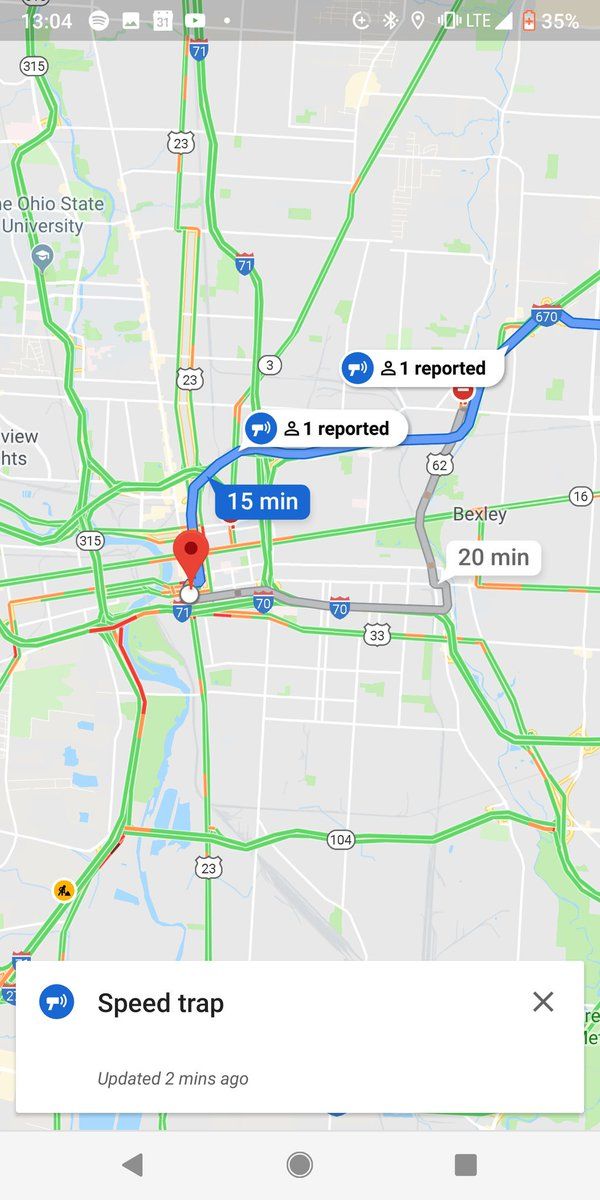 13:04
31
LTE
35%
71
315
23
he Ohio State
University
71
670
3
1 reported
23
1 reported
view
hts
62
16
15 min
Bexley
315
20 min
70
70
71
33
104
23
Speed trap
Updated 2 mins ago